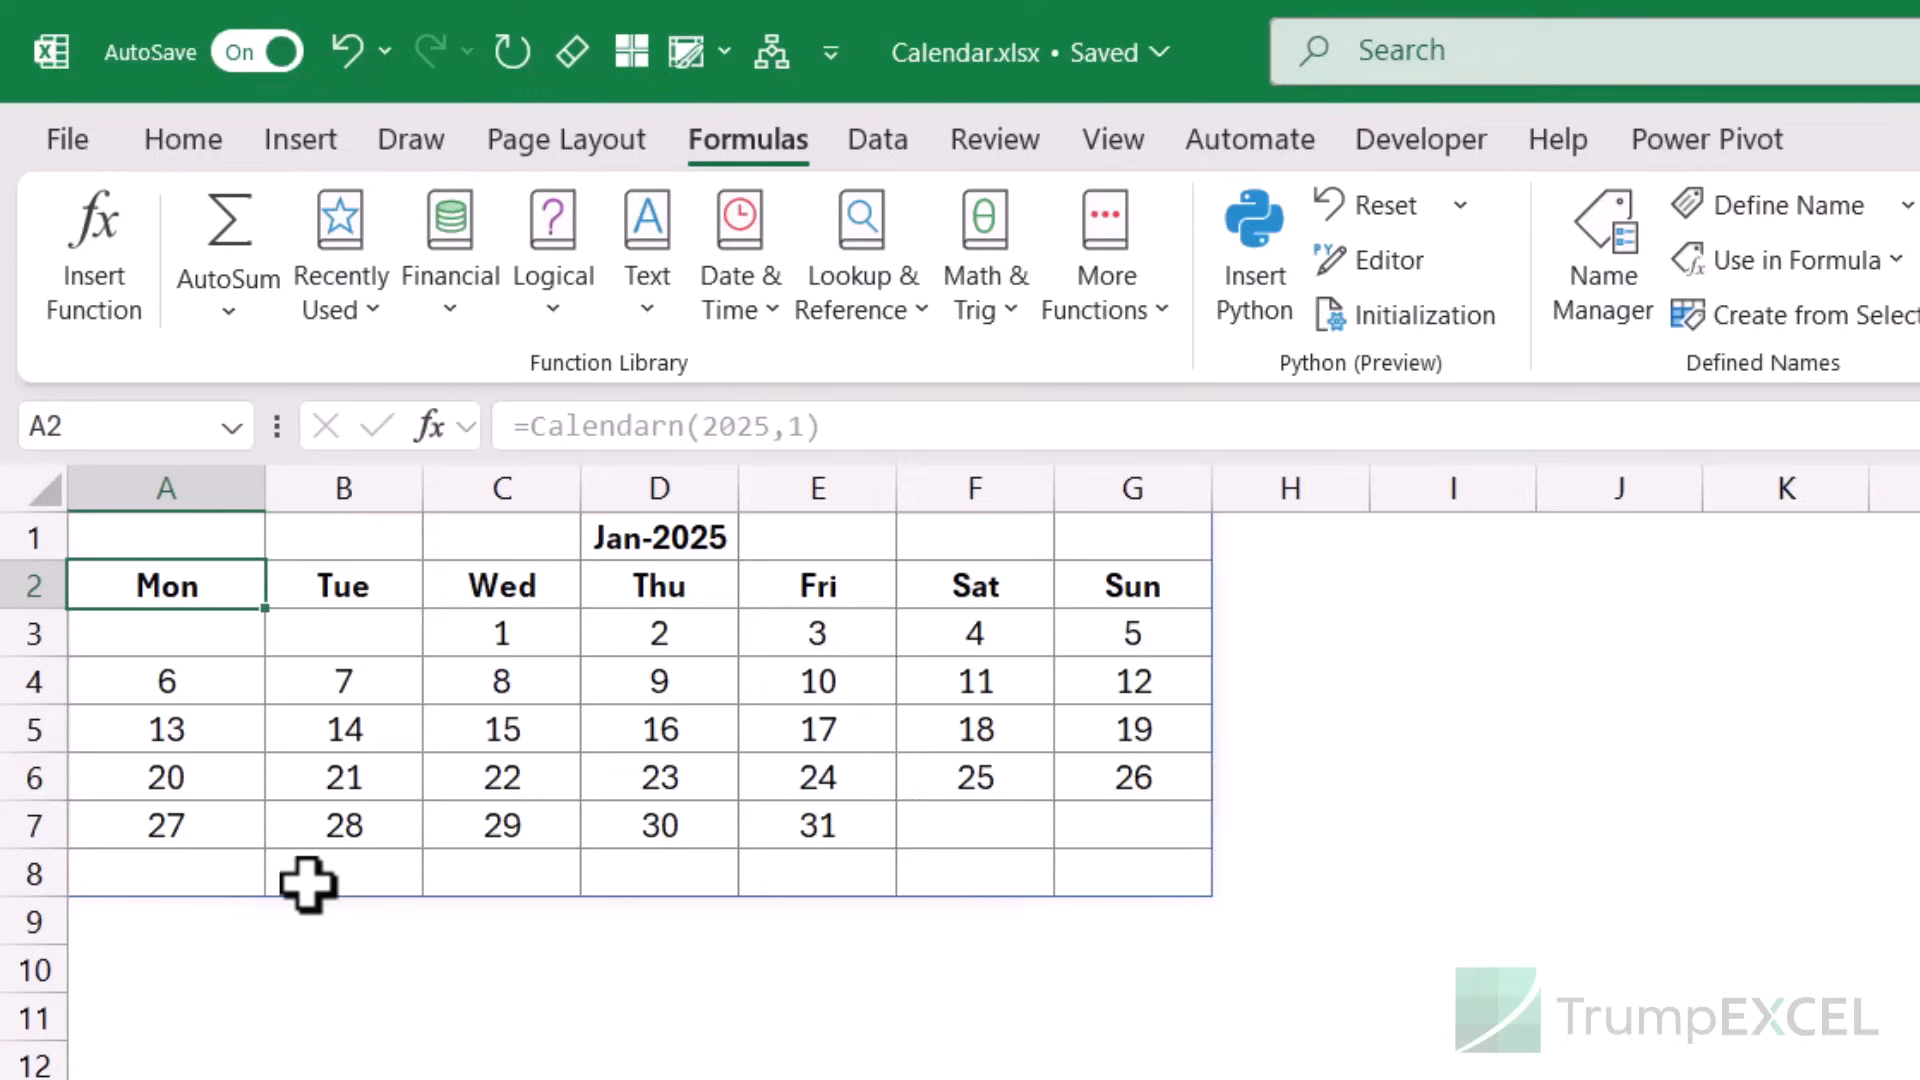 AutoSave On Calendar.xlsx • Saved Search
File Home Insert Draw Page Layout Formulas Data Review View Automate Developer Help Power Pivot
fx Insert Function
AutoSum
Recently Used
Financial
Logical
Text
Date & Time
Lookup & Reference
Math & Trig
More Functions
Function Library
Insert Python
Reset
Editor
Initialization
Python (Preview)
Name Manager
Define Name
Use in Formula
Create from Select
Defined Names
A2 fx =Calendarn(2025,1)
A B C D E F G H I J K
1 Jan-2025
2 Mon Tue Wed Thu Fri Sat Sun
3 1 2 3 4 5
4 6 7 8 9 10 11 12
5 13 14 15 16 17 18 19
6 20 21 22 23 24 25 26
7 27 28 29 30 31
8
9
10
11
12
TrumpEXCEL